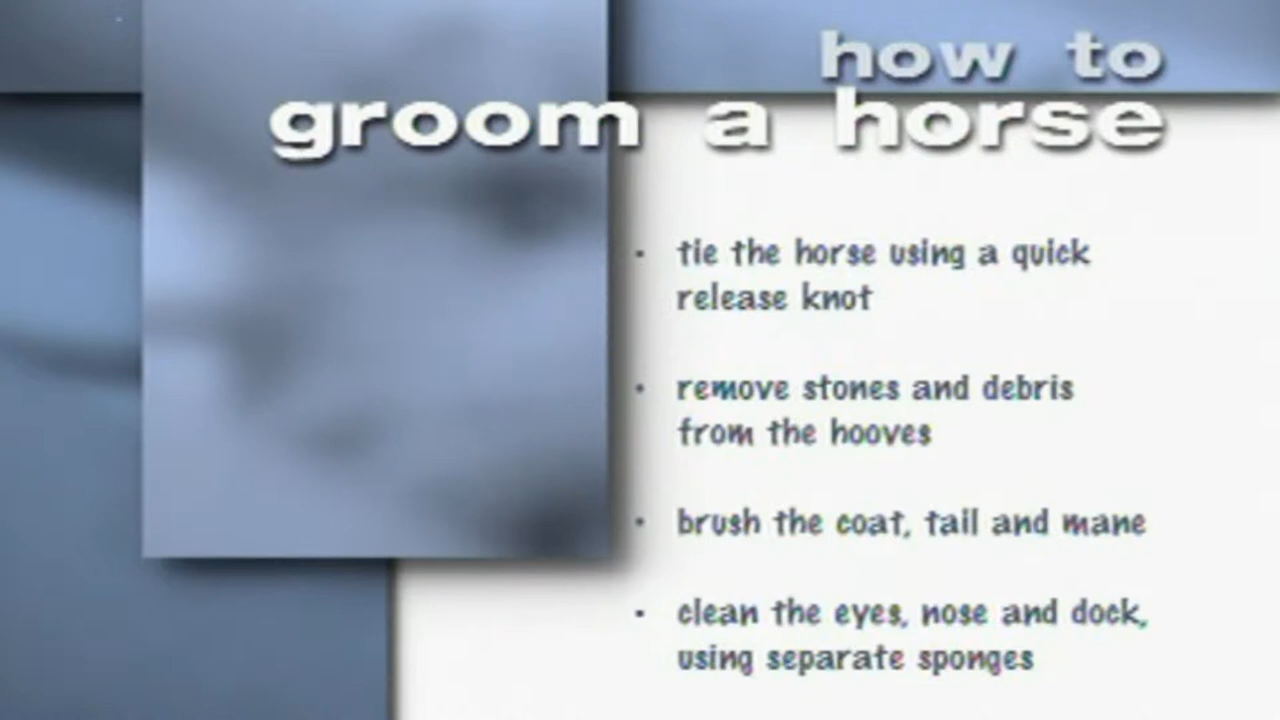 how to
groom a horse
· tie the horse using a quick
release knot
· remove stones and debris
from the hooves
· brush the coat, tail and mane
· clean the eyes, nose and dock,
using separate sponges